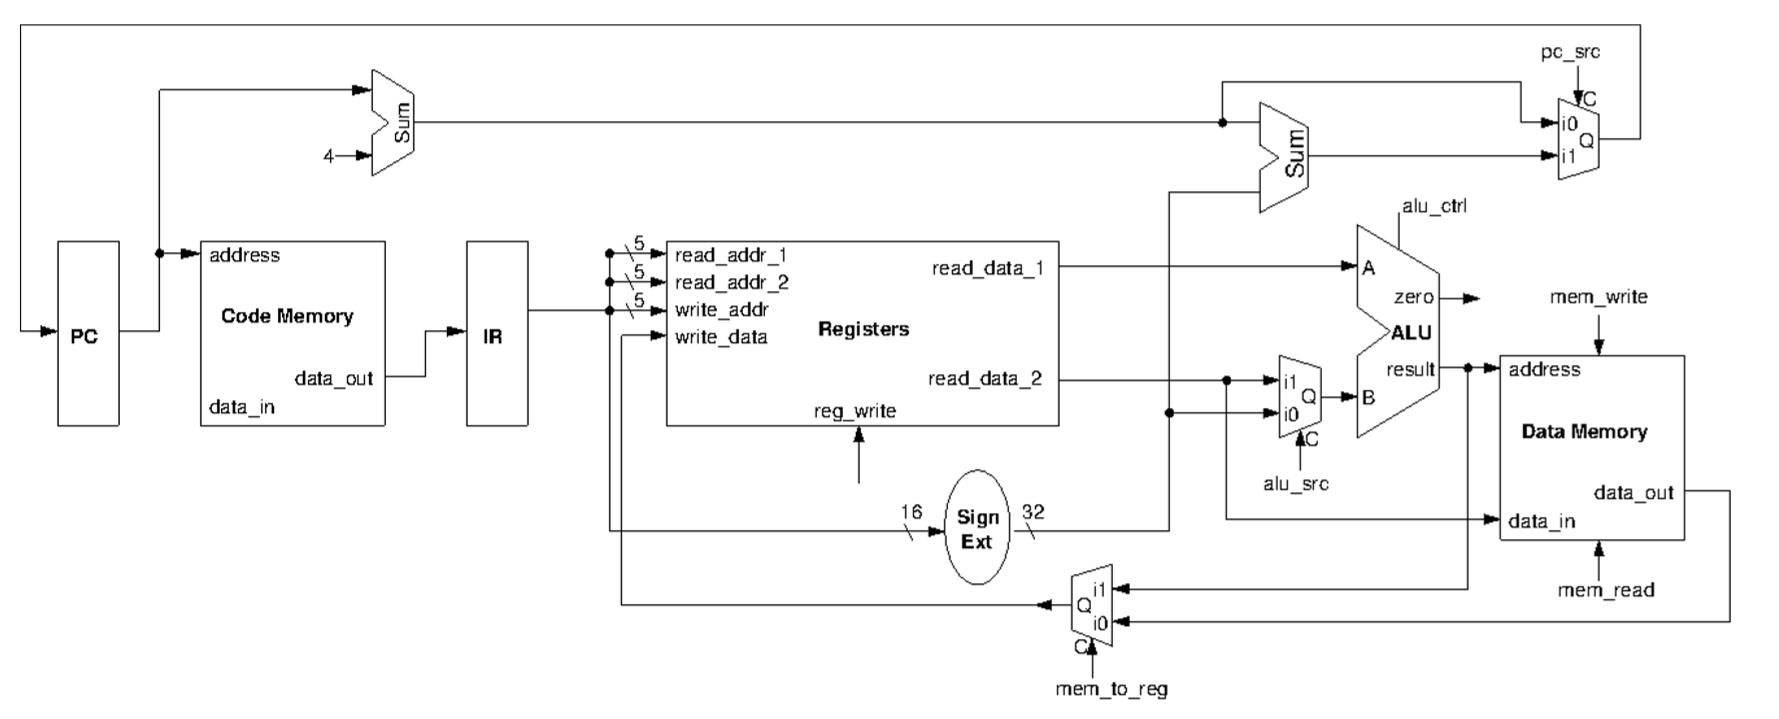 pc_src
C
i0
Q
i1
Sum
4
Sum
alu_ctrl
PC
address
Code Memory
data_out
data_in
IR
5
read_addr_1
5
read_addr_2
5
write_addr
write_data
Registers
read_data_1
read_data_2
reg_write
A
zero
ALU
result
B
i1
Q
i0
C
alu_src
mem_write
address
Data Memory
data_out
data_in
mem_read
16
Sign
Ext
32
i1
Q
i0
C
mem_to_reg